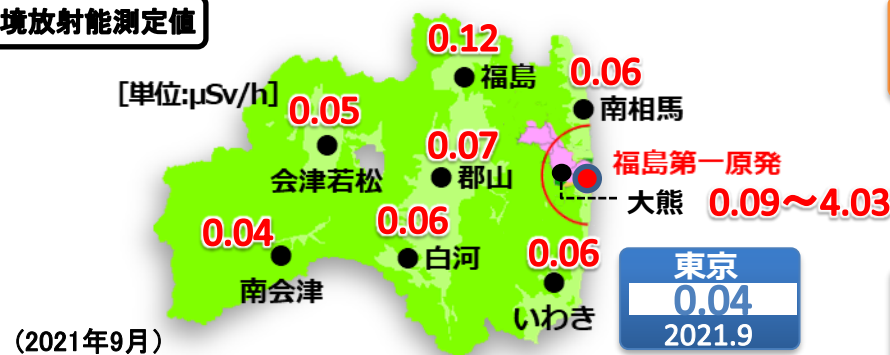 境放射能測定値
[単位:μSv/h]
0.12
福島
0.06
南相馬
0.05
会津若松
0.07
郡山
福島第一原発
大熊 0.09～4.03
0.04
南会津
0.06
白河
0.06
いわき
東京
0.04
2021.9
（2021年9月）